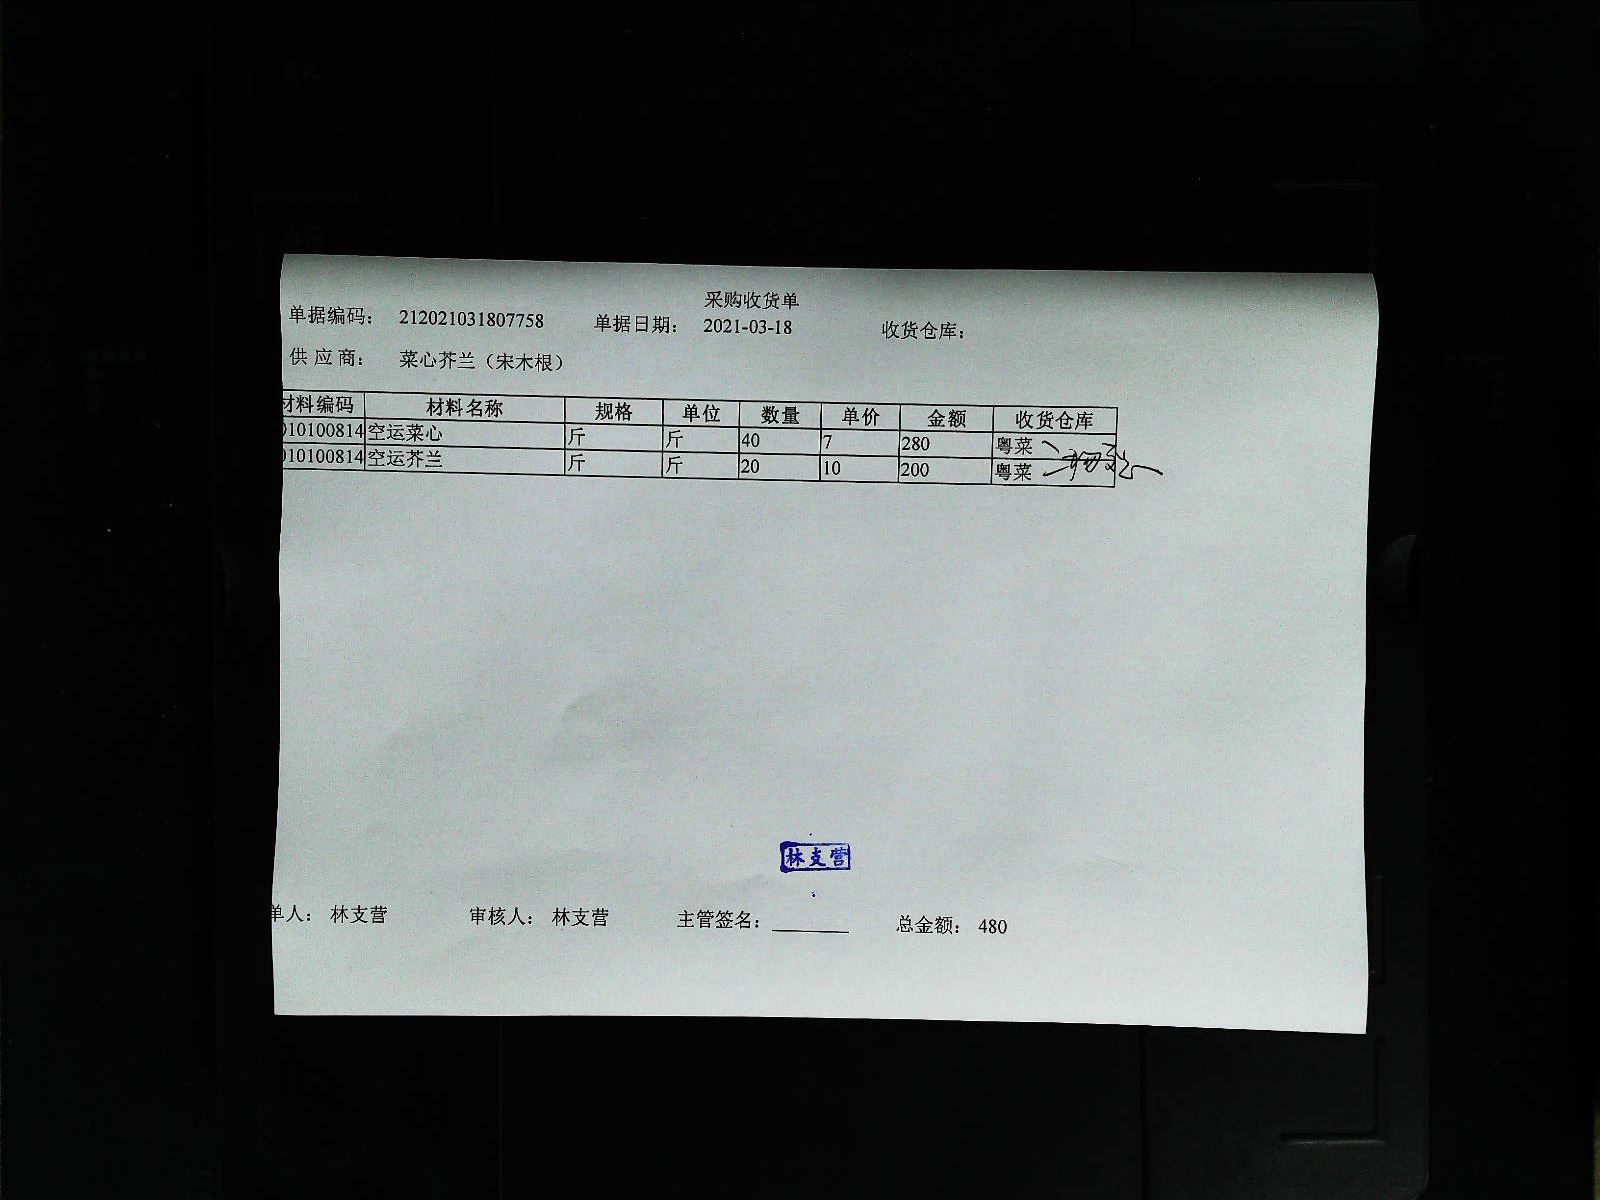 采购收货单
单据编码： 212021031807758 单据日期： 2021-03-18 收货仓库：
供应商： 菜心芥兰（宋木根）
材料编码 材料名称 规格 单位 数量 单价 金额 收货仓库
010100814 空运菜心 斤 斤 40 7 280 粤菜
010100814 空运芥兰 斤 斤 20 10 200 粤菜
林支营
单人： 林支营 审核人： 林支营 主管签名： 总金额： 480